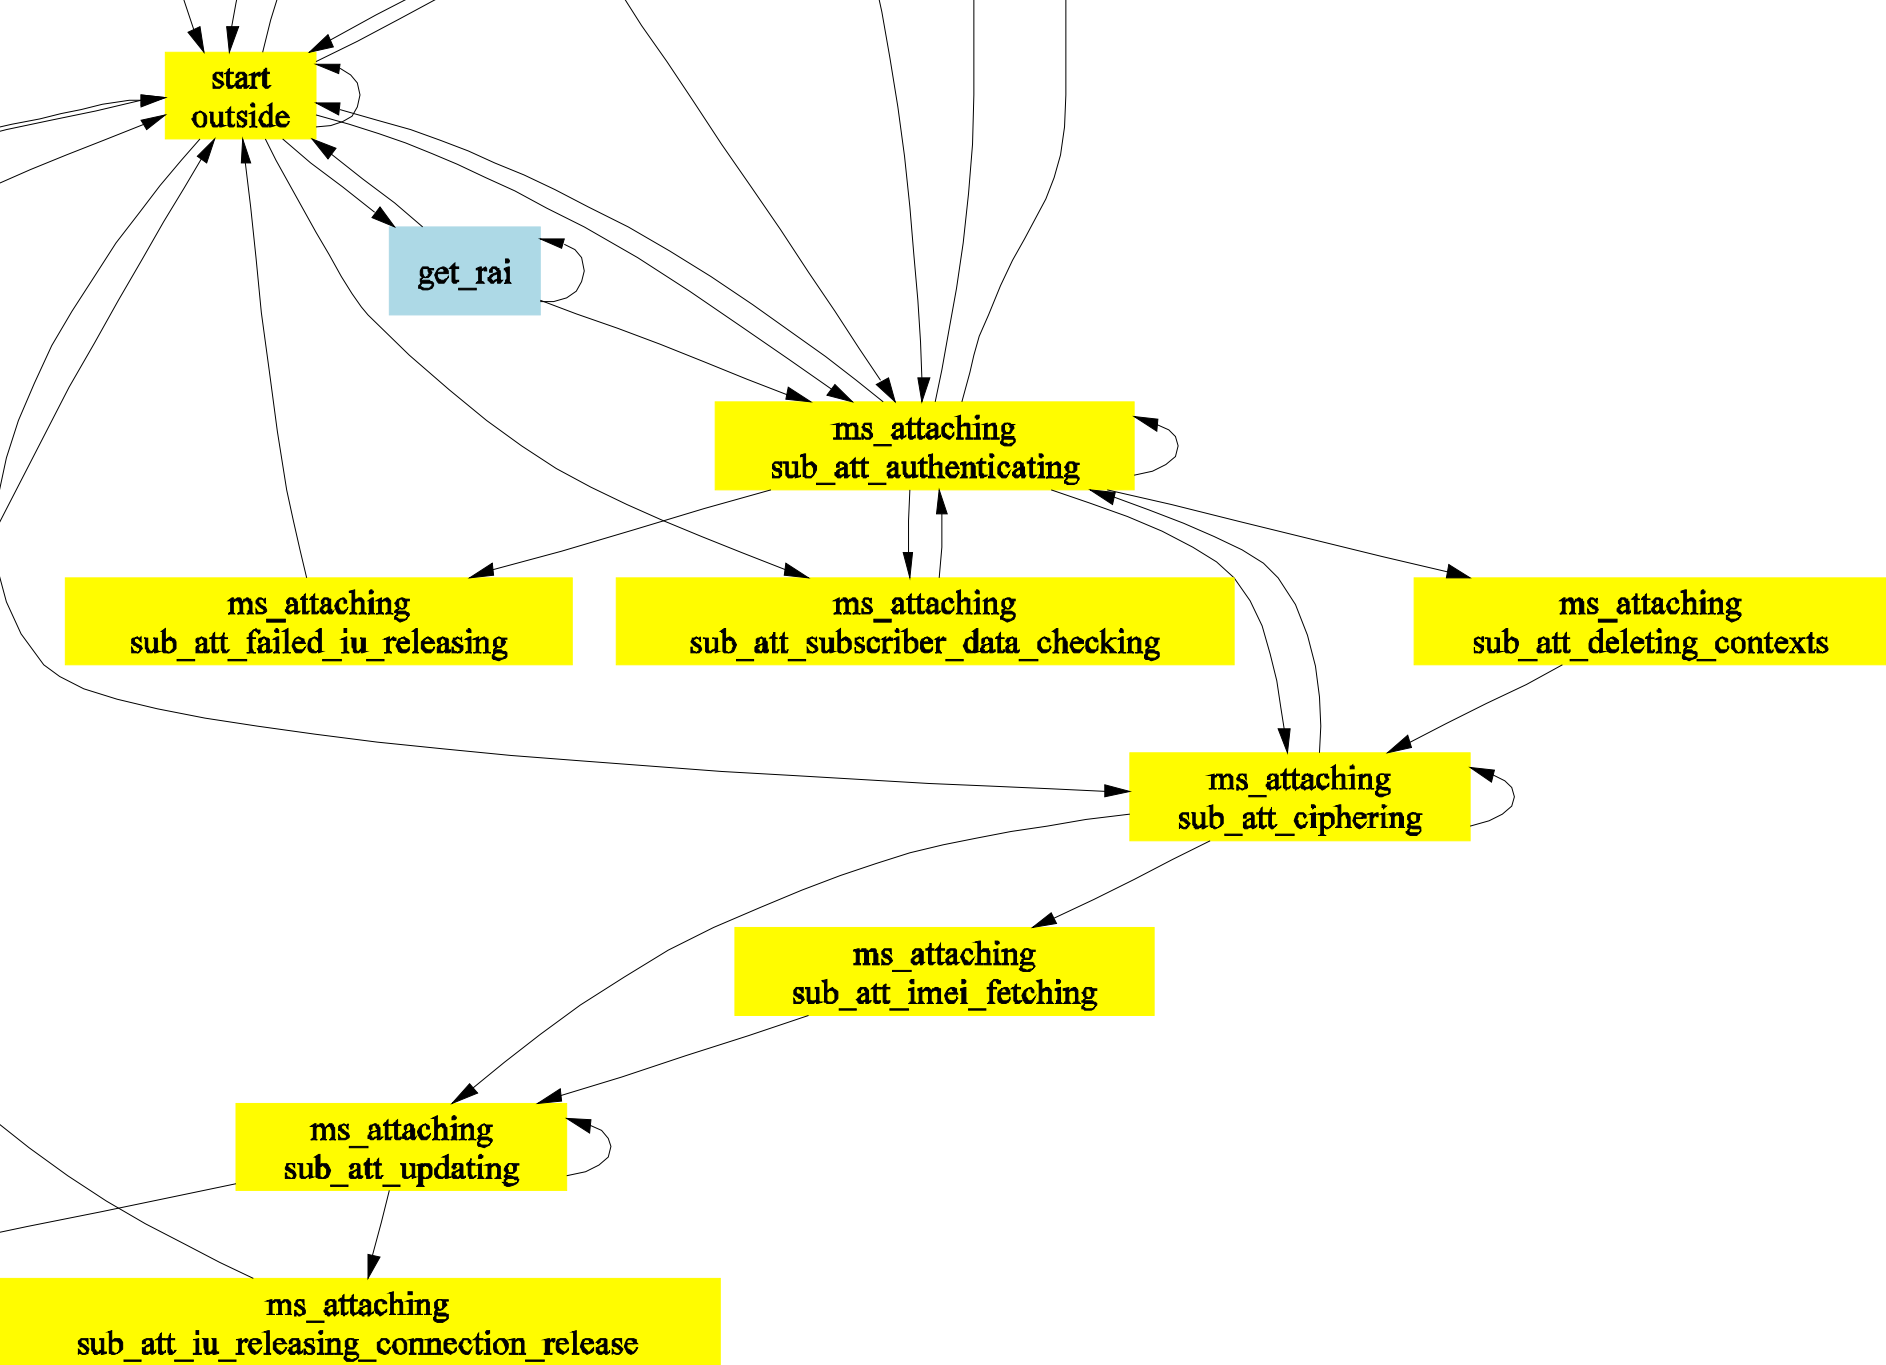 start
outside
get_rai
ms_attaching
sub_att_authenticating
ms_attaching
sub_att_failed_iu_releasing
ms_attaching
sub_att_subscriber_data_checking
ms_attaching
sub_att_deleting_contexts
ms_attaching
sub_att_ciphering
ms_attaching
sub_att_imei_fetching
ms_attaching
sub_att_updating
ms_attaching
sub_att_iu_releasing_connection_release